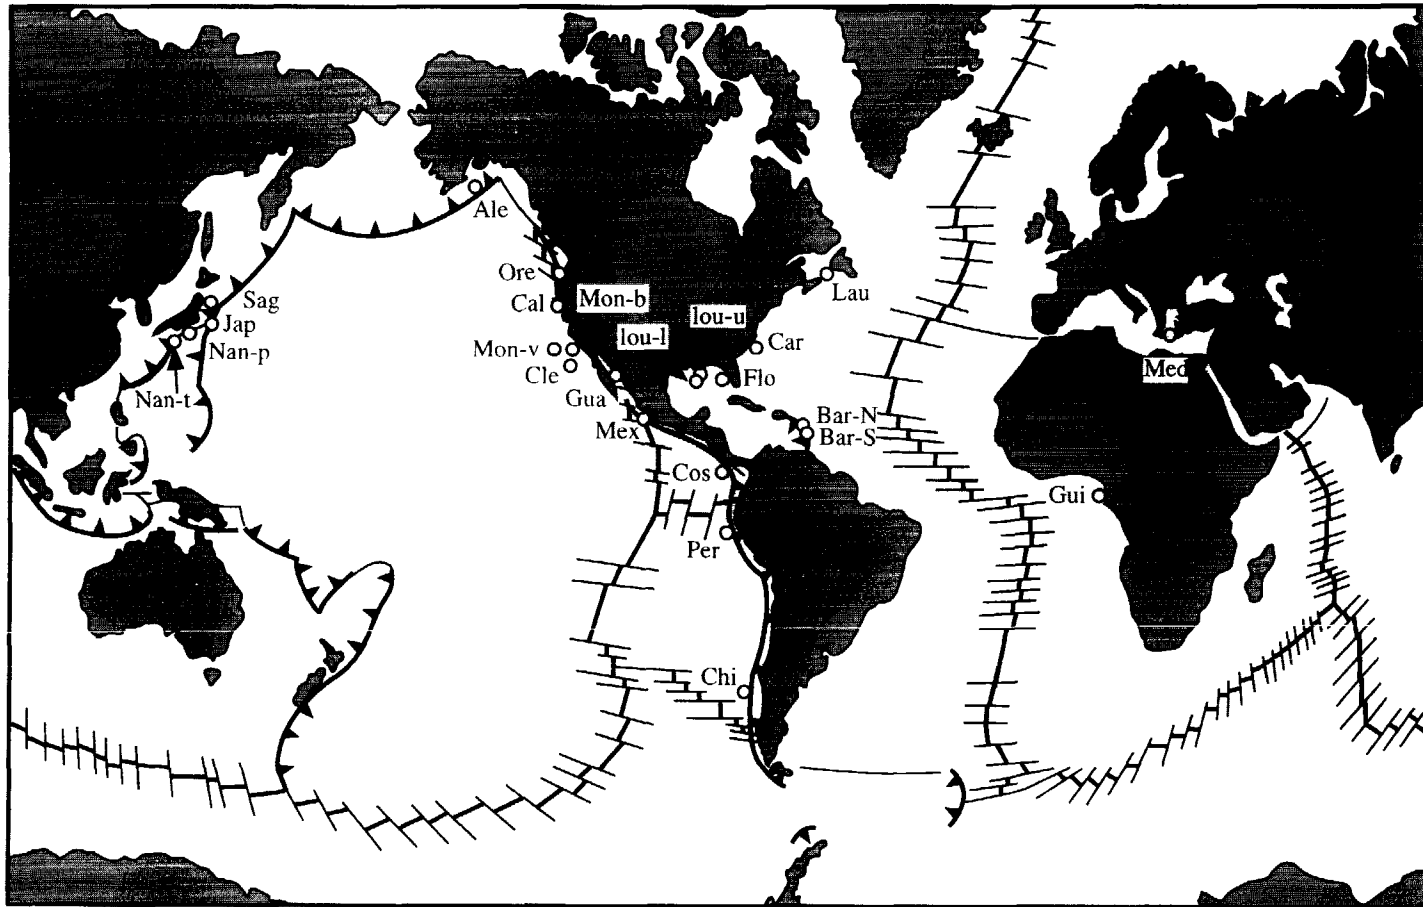 Ale
Ore
Cal
Mon-b
lou-u
Lau
Sag
Jap
Nan-p
Nan-t
lou-l
Mon-v
Cle
Car
Flo
Med
Gua
Mex
Bar-N
Bar-S
Cos
Gui
Per
Chi